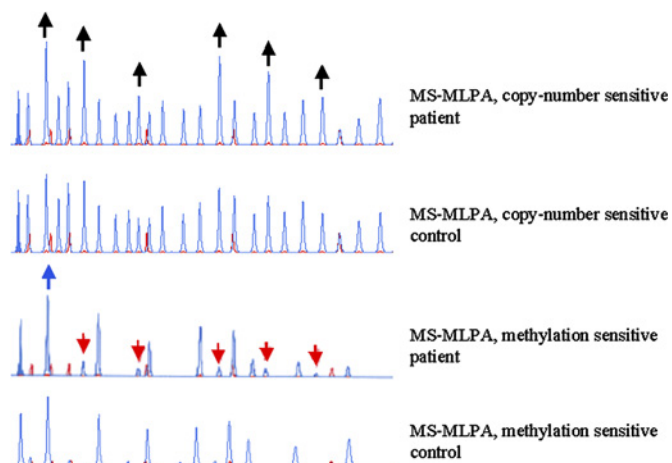 MS-MLPA, copy-number sensitive
patient
MS-MLPA, copy-number sensitive
control
MS-MLPA, methylation sensitive
patient
MS-MLPA, methylation sensitive
control